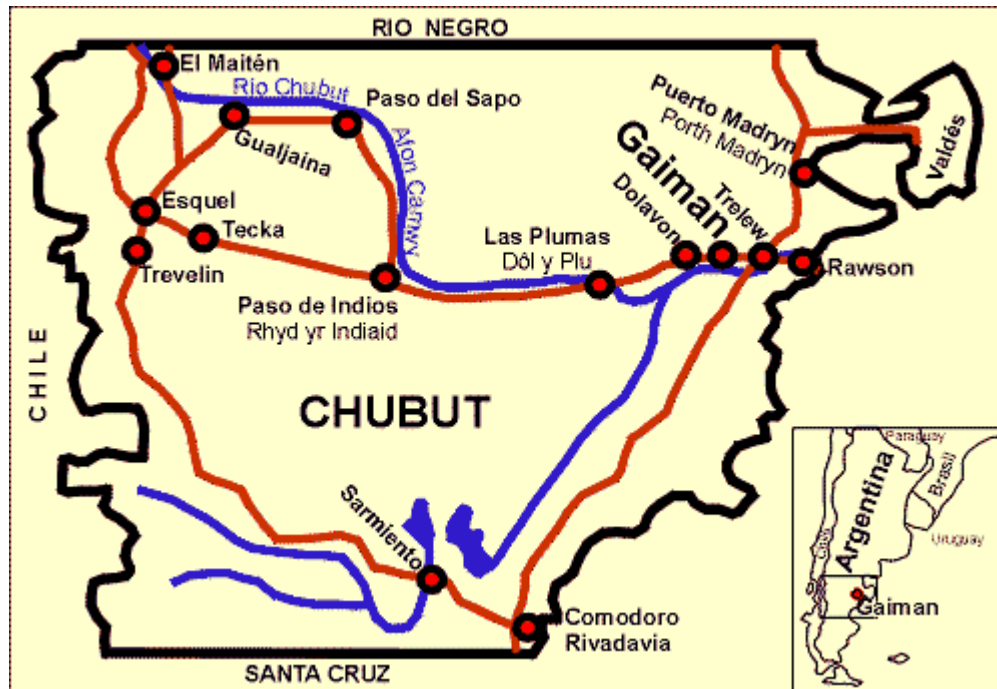 RIO NEGRO
El Maitén
Río Chubut
Paso del Sapo
Gualjaina
Afon Camwy
Puerto Madryn
Porth Madryn
Valdés
Gaiman
Dolavon
Trelew
Esquel
Tecka
Trevelin
Las Plumas
Dôl y Plu
Rawson
Paso de Indios
Rhyd yr Indiaid
CHILE
CHUBUT
Sarmiento
Comodoro
Rivadavia
SANTA CRUZ
Paraguay
Brasil
Argentina
Uruguay
Chile
Gaiman